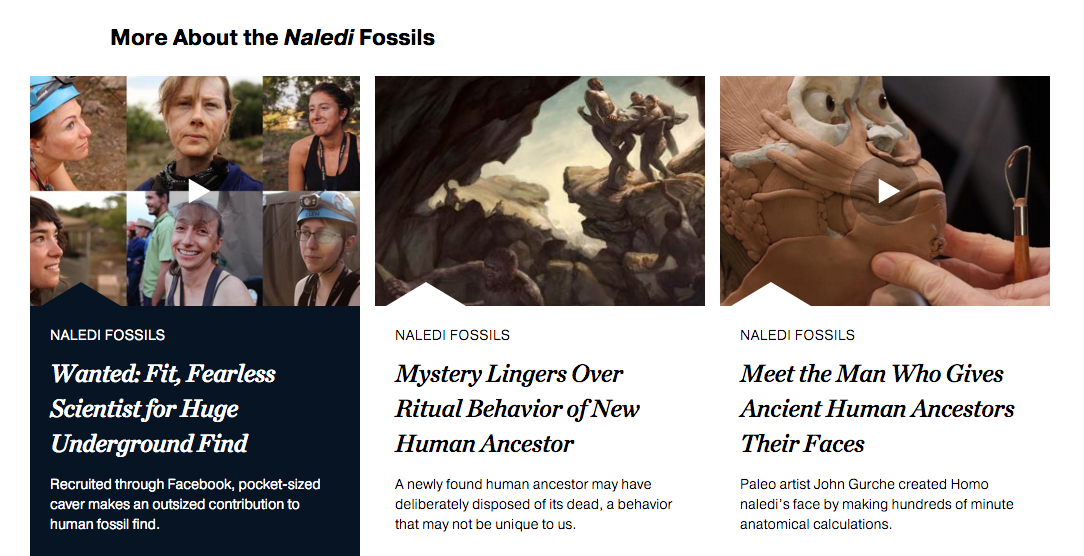 More About the Naledi Fossils
NALEDI FOSSILS
Wanted: Fit, Fearless
Scientist for Huge
Underground Find
Recruited through Facebook, pocket-sized
caver makes an outsized contribution to
human fossil find.
NALEDI FOSSILS
Mystery Lingers Over
Ritual Behavior of New
Human Ancestor
A newly found human ancestor may have
deliberately disposed of its dead, a behavior
that may not be unique to us.
NALEDI FOSSILS
Meet the Man Who Gives
Ancient Human Ancestors
Their Faces
Paleo artist John Gurche created Homo
naledi's face by making hundreds of minute
anatomical calculations.